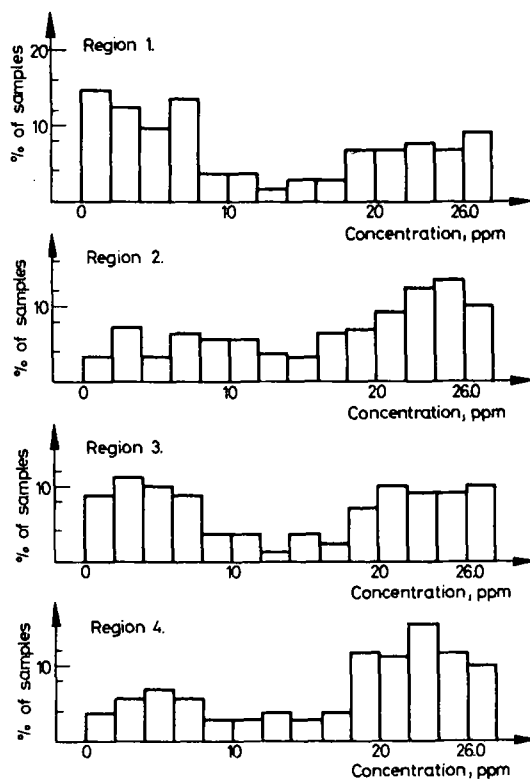 Region 1.
% of samples
20
10
0 10 20 26.0
Concentration, ppm
Region 2.
% of samples
10
0 10 20 26.0
Concentration, ppm
Region 3.
% of samples
10
0 10 20 26.0
Concentration, ppm
Region 4.
% of samples
10
0 10 20 26.0
Concentration, ppm